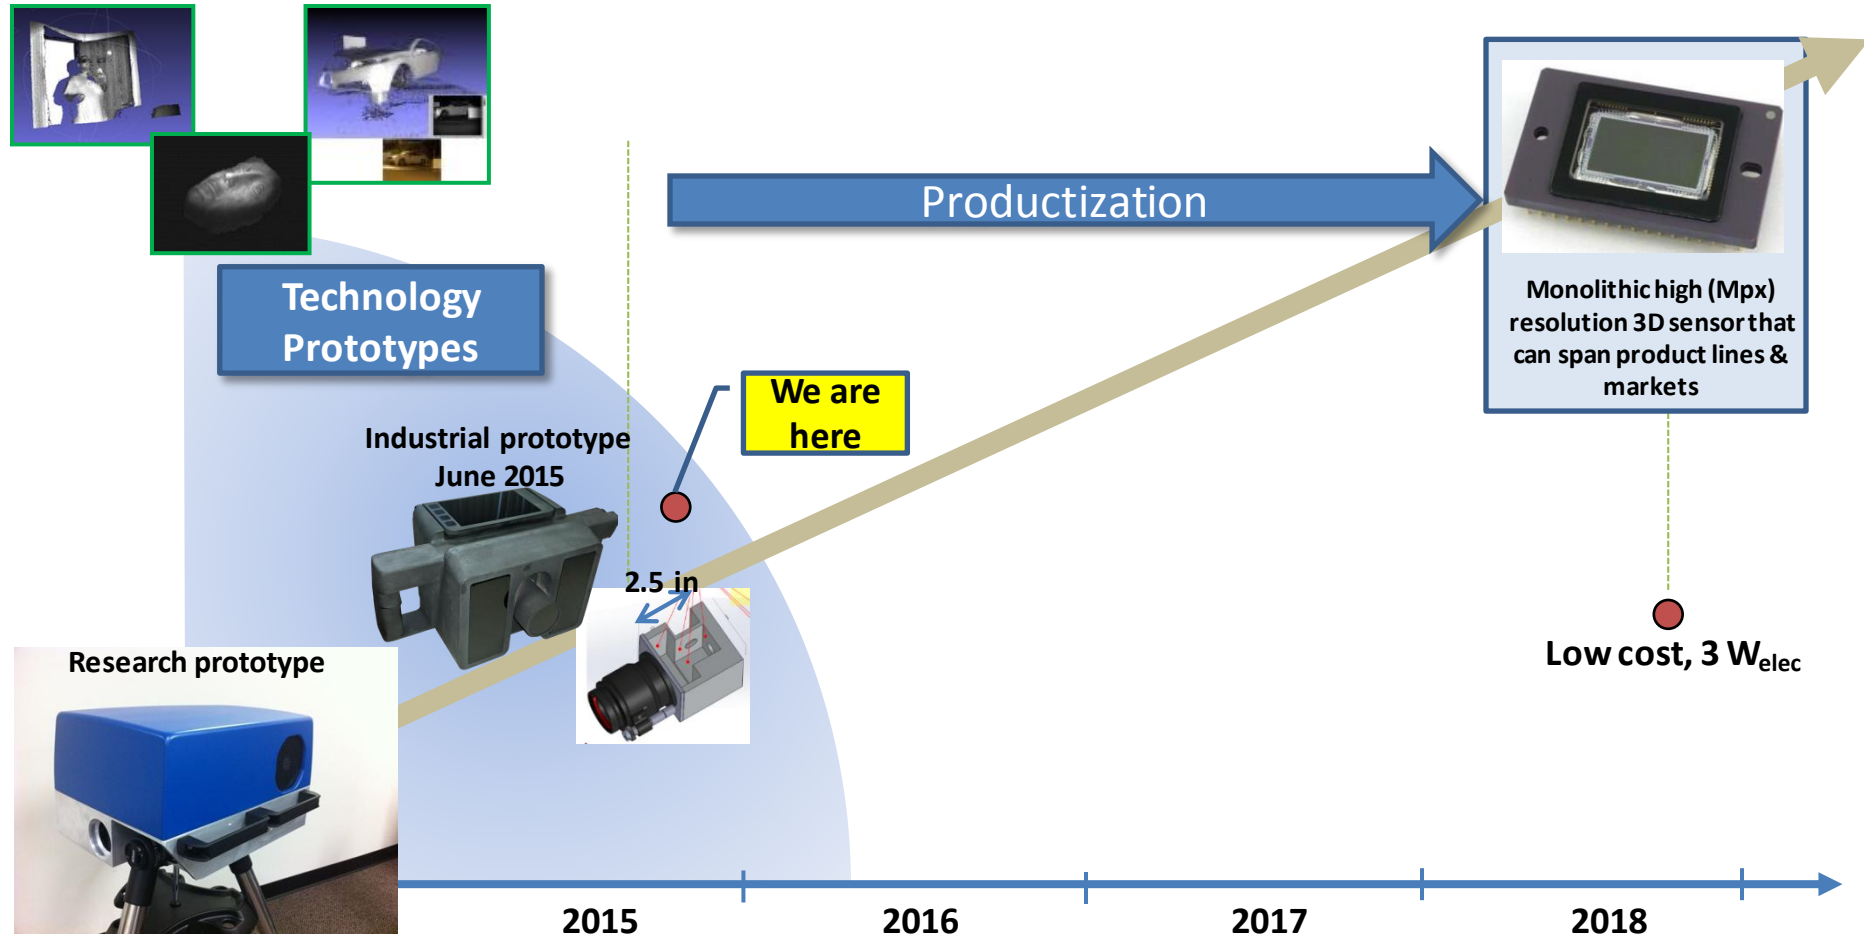 Productization
Technology
Prototypes
Monolithic high (Mpx)
resolution 3D sensor that
can span product lines &
markets
We are
here
Industrial prototype
June 2015
2.5 in
Research prototype
Low cost, 3 Welec
2015
2016
2017
2018